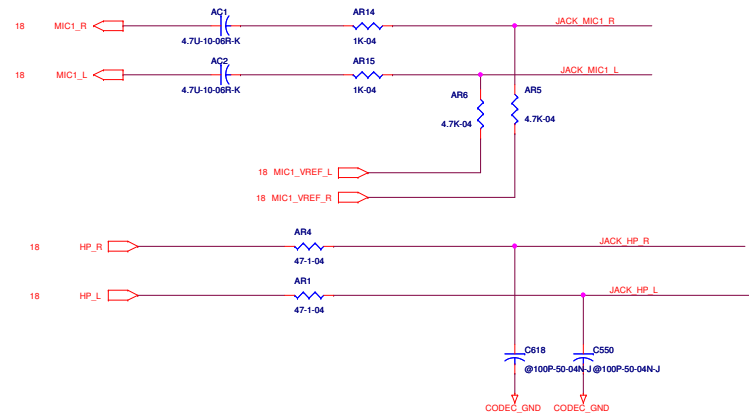 AC1 AR14 JACK_MIC1_R
18 MIC1_R
4.7U-10-06R-K 1K-04
AC2 AR15 JACK_MIC1_L
18 MIC1_L
4.7U-10-06R-K 1K-04
AR6 AR5
4.7K-04 4.7K-04
18 MIC1_VREF_L
18 MIC1_VREF_R
AR4 JACK_HP_R
18 HP_R
47-1-04
AR1 JACK_HP_L
18 HP_L
47-1-04
C618 C550
@100P-50-04N-J @100P-50-04N-J
CODEC_GND CODEC_GND